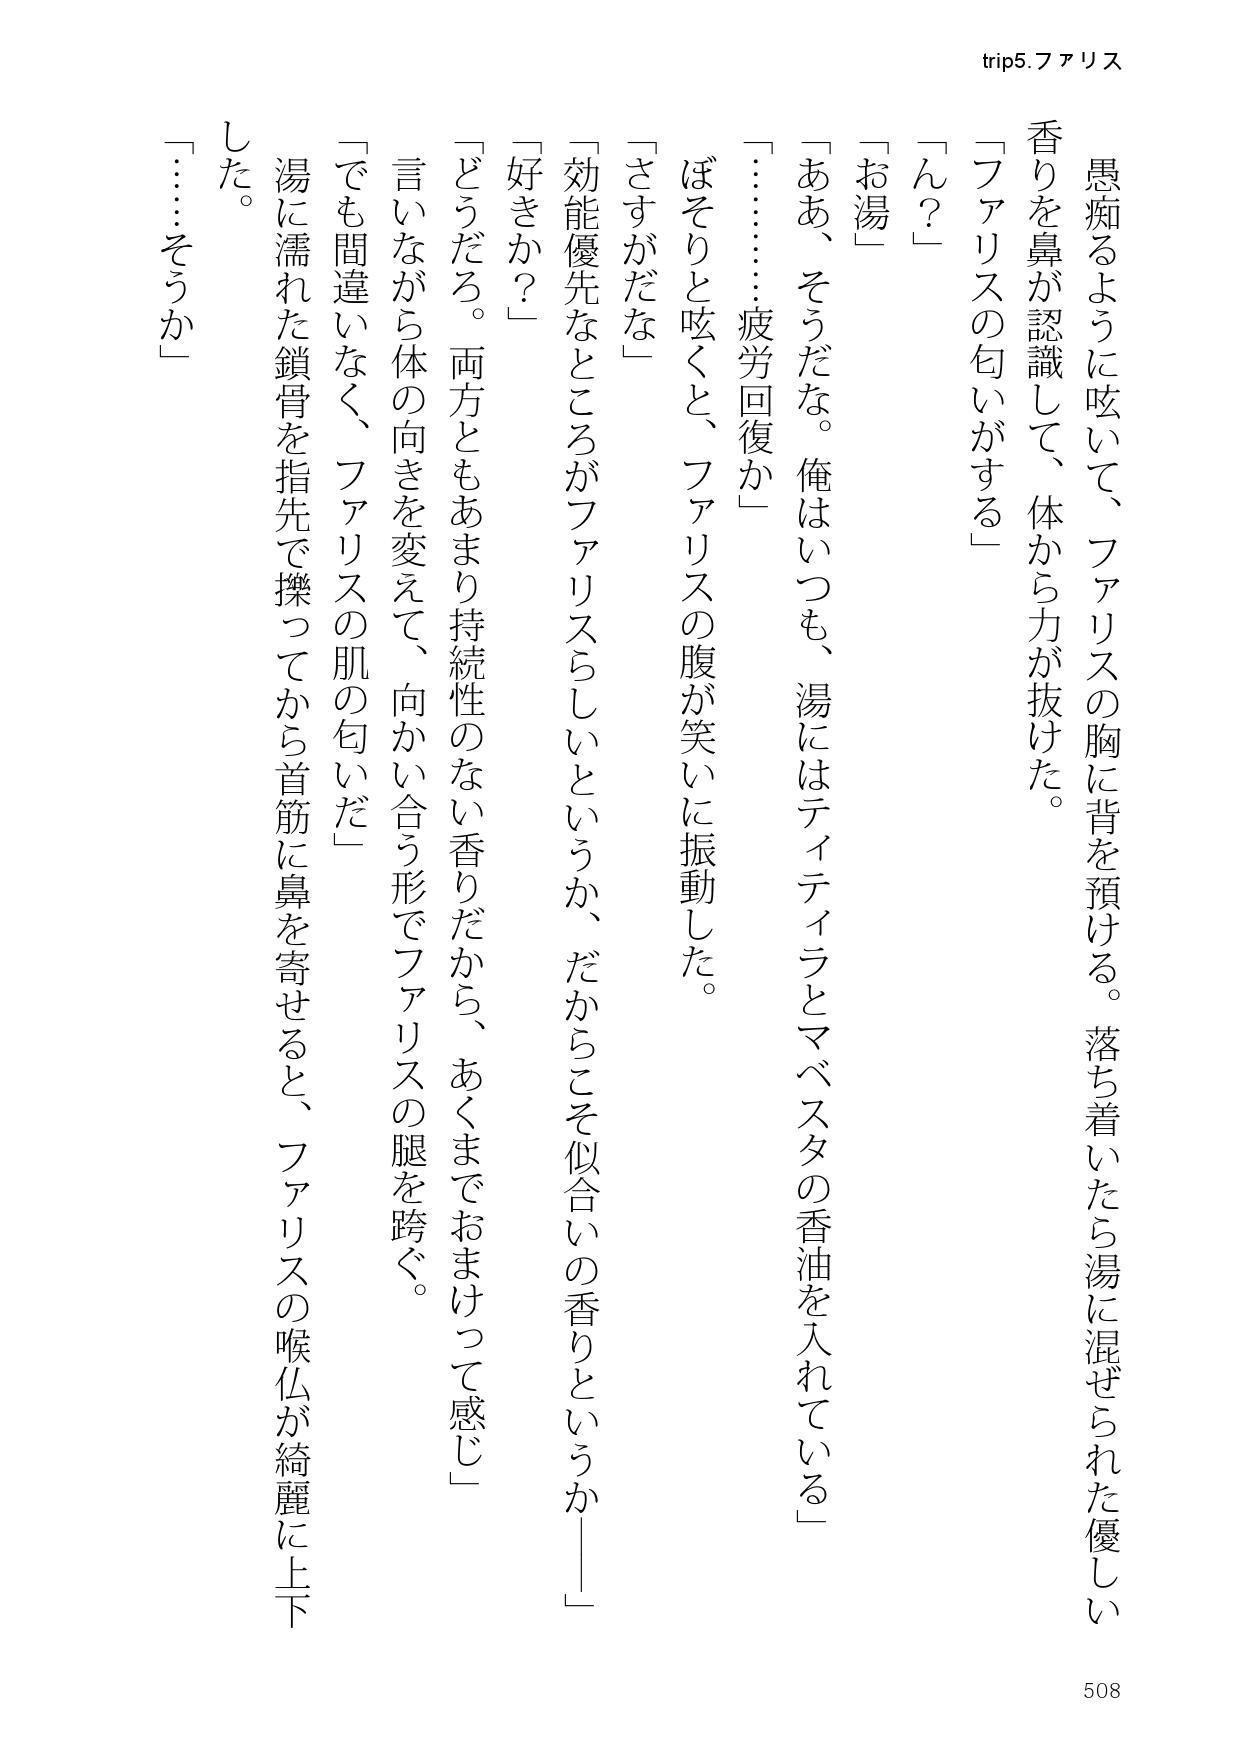 trip5.ファリス
　愚痴るように呟いて、ファリスの胸に背を預ける。落ち着いたら湯に混ぜられた優しい
香りを鼻が認識して、体から力が抜けた。
「ファリスの匂いがする」
「ん？」
「お湯」
「ああ、そうだな。俺はいつも、湯にはティティラとマベスタの香油を入れている」
「…………疲労回復か」
　ぼそりと呟くと、ファリスの腹が笑いに振動した。
「さすがだな」
「効能優先なところがファリスらしいというか、だからこそ似合いの香りというか――」
「好きか？」
「どうだろ。両方ともあまり持続性のない香りだから、あくまでおまけって感じ」
　言いながら体の向きを変えて、向かい合う形でファリスの腿を跨ぐ。
「でも間違いなく、ファリスの肌の匂いだ」
　湯に濡れた鎖骨を指先で擽ってから首筋に鼻を寄せると、ファリスの喉仏が綺麗に上下
した。
「……そうか」
508